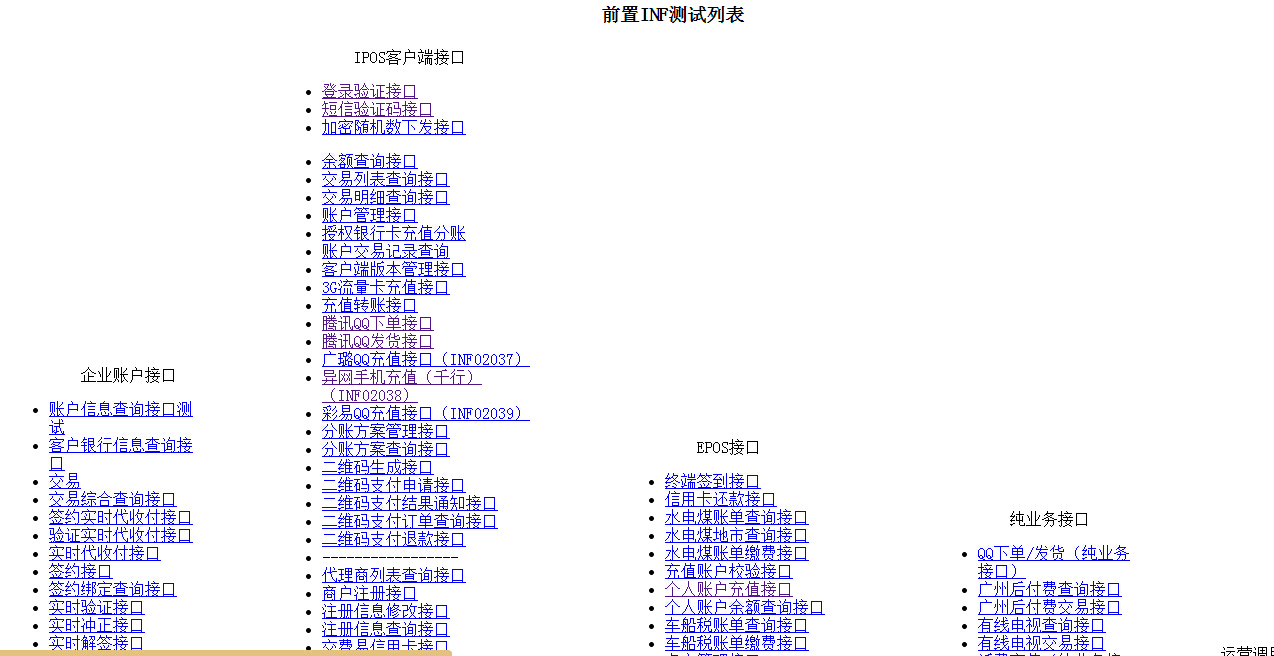 前置INF测试列表
企业账户接口
账户信息查询接口测
试
客户银行信息查询接
口
交易
交易综合查询接口
签约实时代收付接口
验证实时代收付接口
实时代收付接口
签约接口
签约绑定查询接口
实时验证接口
实时冲正接口
实时解签接口
IPOS客户端接口
登录验证接口
短信验证码接口
加密随机数下发接口
余额查询接口
交易列表查询接口
交易明细查询接口
账户管理接口
授权银行卡充值分账
账户交易记录查询
客户端版本管理接口
3G流量卡充值接口
充值转账接口
腾讯QQ下单接口
腾讯QQ发货接口
广璐QQ充值接口（INF02037）
异网手机充值（千行）
（INF02038）
彩易QQ充值接口（INF02039）
分账方案管理接口
分账方案查询接口
二维码生成接口
二维码支付申请接口
二维码支付结果通知接口
二维码支付订单查询接口
二维码支付退款接口
-----------------
代理商列表查询接口
商户注册接口
注册信息修改接口
注册信息查询接口
交费易信用卡接口
EPOS接口
终端签到接口
信用卡还款接口
水电煤账单查询接口
水电煤地市查询接口
水电煤账单缴费接口
充值账户校验接口
个人账户充值接口
个人账户余额查询接口
车船税账单查询接口
车船税账单缴费接口
纯业务接口
QQ下单/发货（纯业务
接口）
广州后付费查询接口
广州后付费交易接口
有线电视查询接口
有线电视交易接口